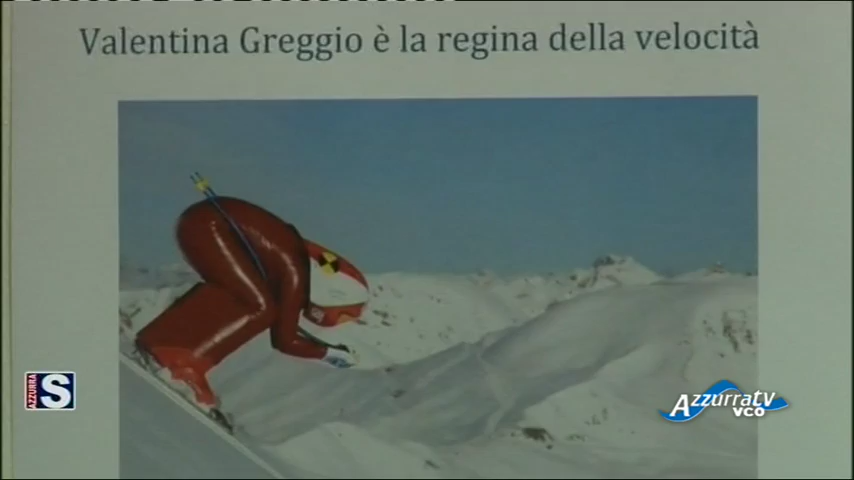 Valentina Greggio è la regina della velocità
AZZURRA S
Azzurratv
VCO